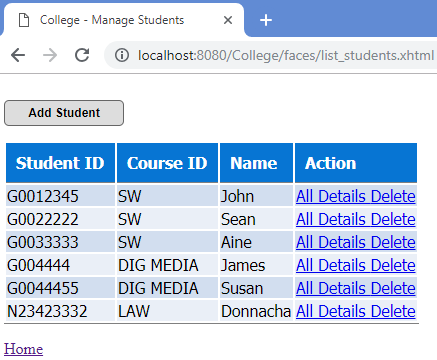 College - Manage Students
localhost:8080/College/faces/list_students.xhtml
Add Student
Student ID Course ID Name Action
G0012345 SW John All Details Delete
G0022222 SW Sean All Details Delete
G0033333 SW Aine All Details Delete
G004444 DIG MEDIA James All Details Delete
G0044455 DIG MEDIA Susan All Details Delete
N23423332 LAW Donnacha All Details Delete
Home